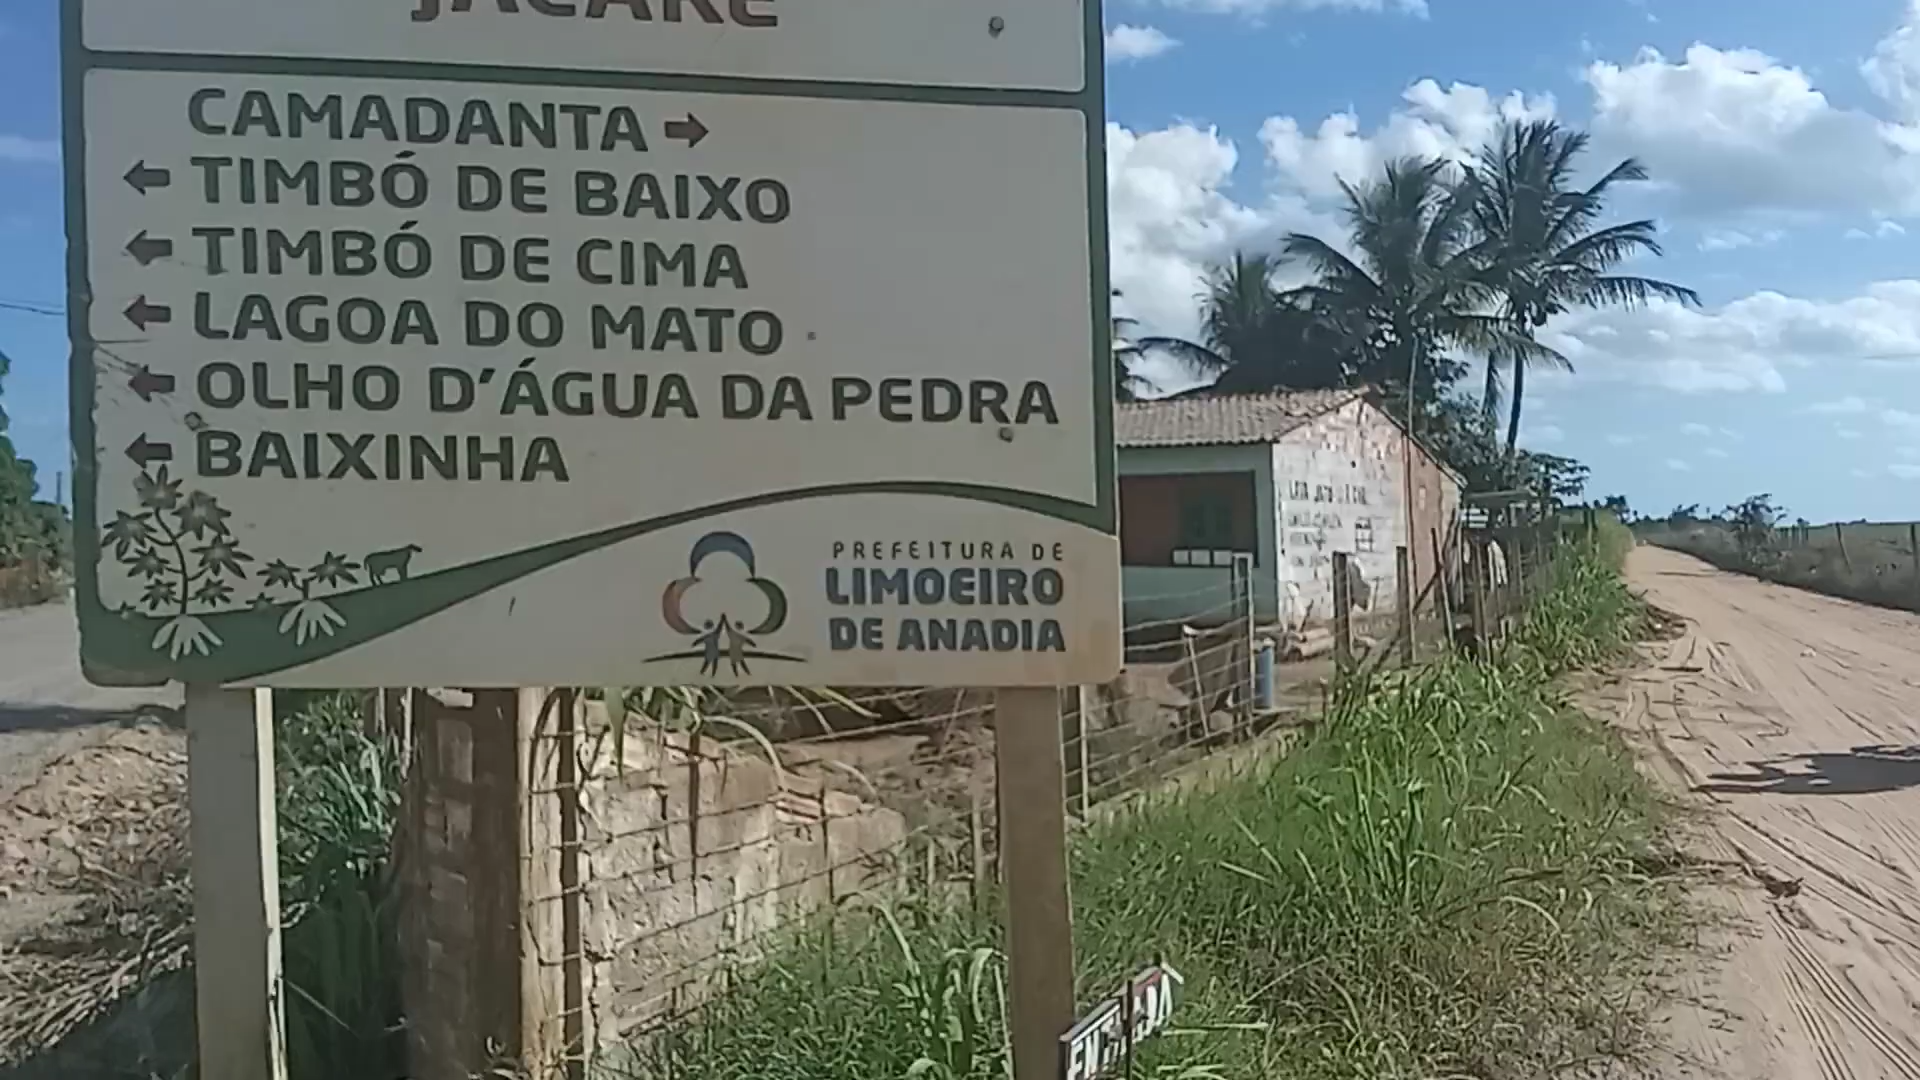 JACARÉ
CAMADANTA →
← TIMBÓ DE BAIXO
← TIMBÓ DE CIMA
← LAGOA DO MATO
← OLHO D'ÁGUA DA PEDRA
← BAIXINHA
PREFEITURA DE
LIMOEIRO
DE ANADIA